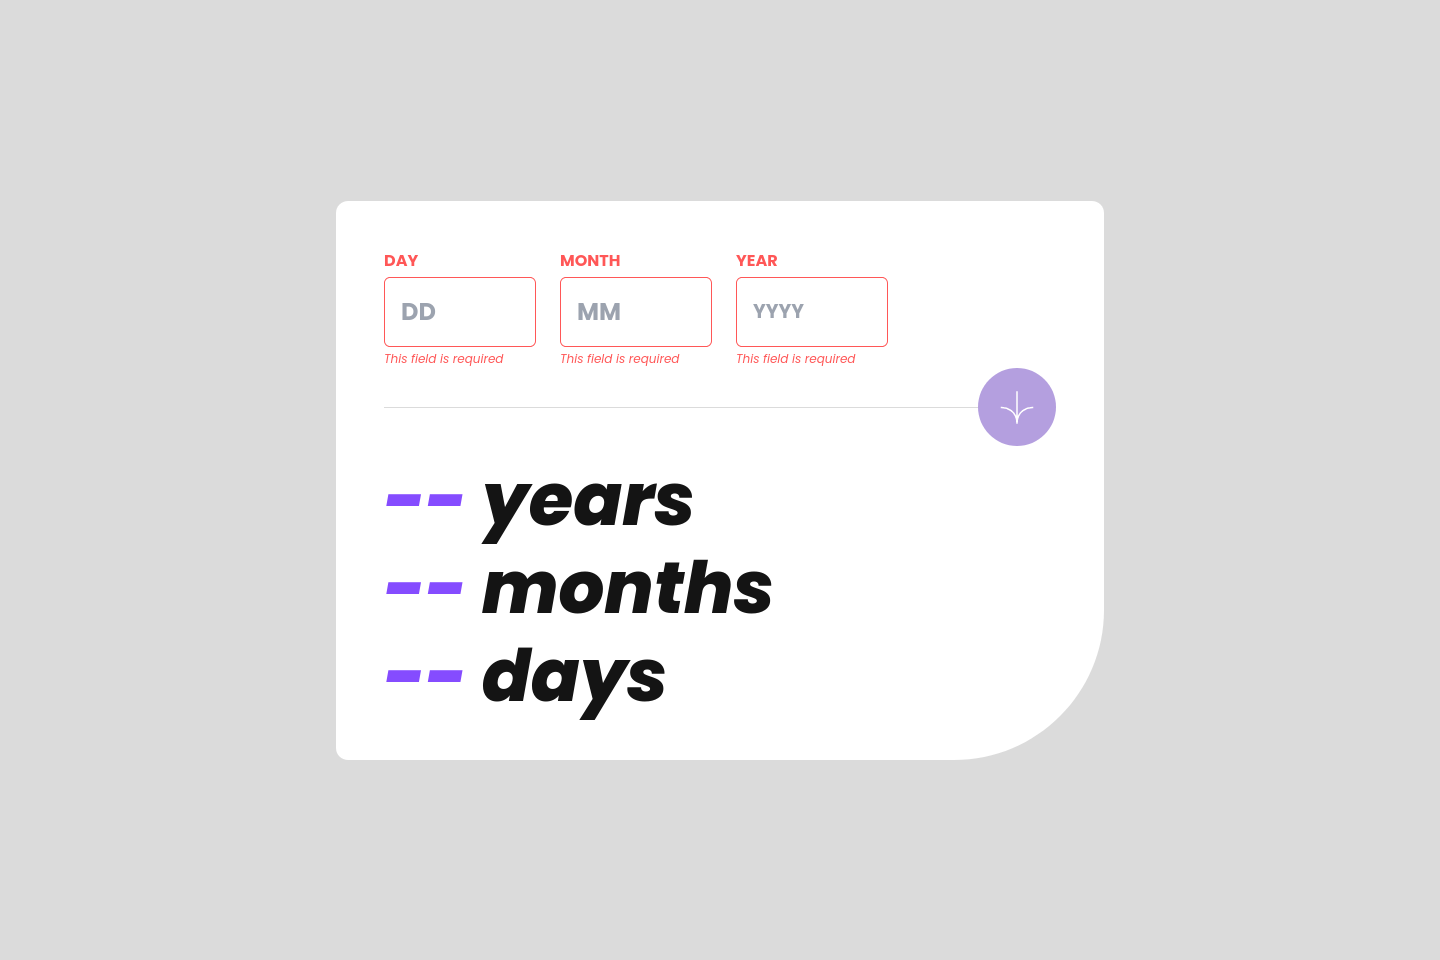 DAY MONTH YEAR
DD MM YYYY
This field is required This field is required This field is required
-- years
-- months
-- days